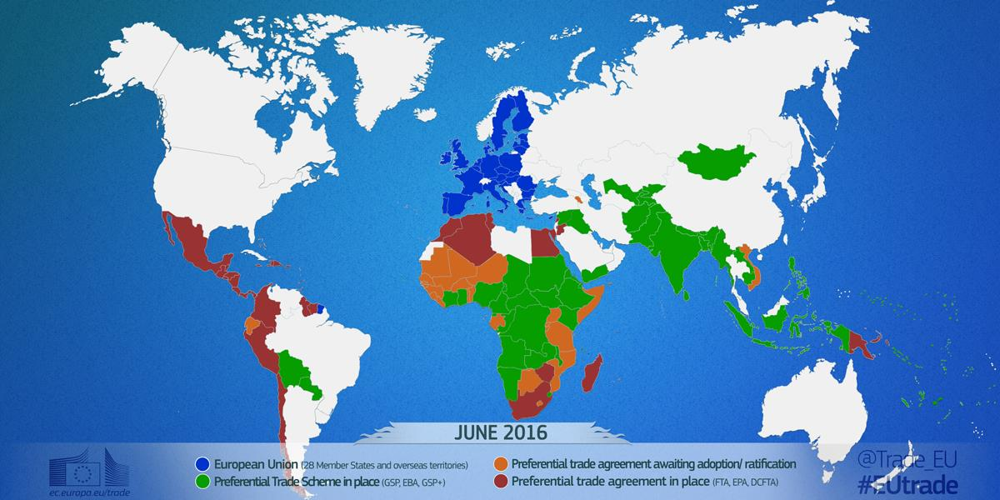 JUNE 2016
European Union (28 Member States and overseas territories)
Preferential Trade Scheme in place (GSP, EBA, GSP+)
Preferential trade agreement awaiting adoption/ ratification
Preferential trade agreement in place (FTA, EPA, DCFTA)
ec.europa.eu/trade
@Trade_EU
#EUtrade